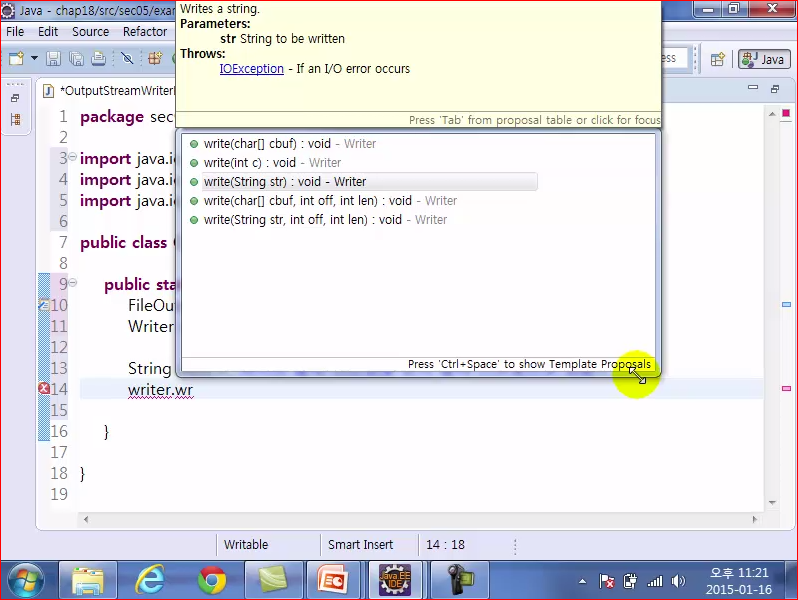 Java - chap18/src/sec05/exar
File Edit Source Refactor
Java
*OutputStreamWriter
Writes a string.
Parameters:
str String to be written
Throws:
IOException - If an I/O error occurs
Press 'Tab' from proposal table or click for focus
write(char[] cbuf) : void - Writer
write(int c) : void - Writer
write(String str) : void - Writer
write(char[] cbuf, int off, int len) : void - Writer
write(String str, int off, int len) : void - Writer
Press 'Ctrl+Space' to show Template Proposals
1 package sec
2
3 import java.io
4 import java.io
5 import java.io
6
7 public class
8
9 public sta
10 FileOu
11 Writer
12
13 String
14 writer.wr
15
16 }
17
18 }
19
Writable Smart Insert 14 : 18
Java EE
IDE
오후 11:21
2015-01-16